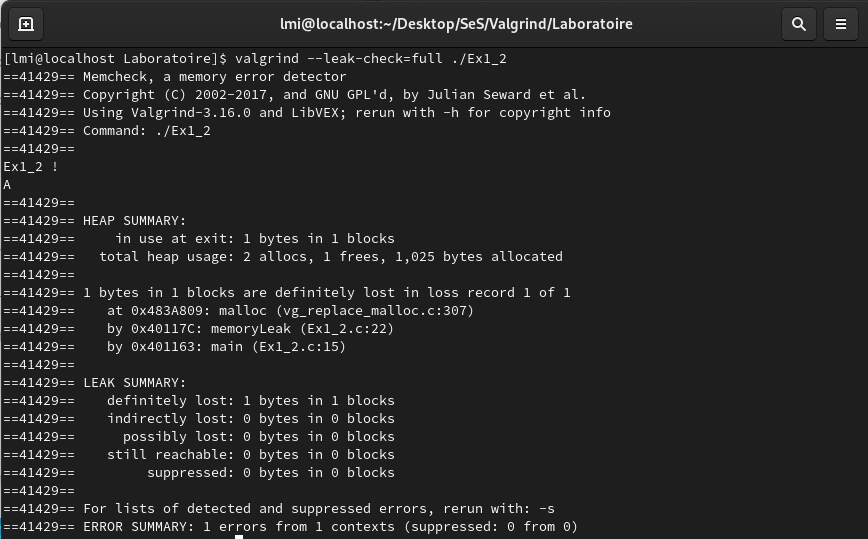 lmi@localhost:~/Desktop/SeS/Valgrind/Laboratoire
[lmi@localhost Laboratoire]$ valgrind --leak-check=full ./Ex1_2
==41429== Memcheck, a memory error detector
==41429== Copyright (C) 2002-2017, and GNU GPL'd, by Julian Seward et al.
==41429== Using Valgrind-3.16.0 and LibVEX; rerun with -h for copyright info
==41429== Command: ./Ex1_2
==41429==
Ex1_2 !
A
==41429==
==41429== HEAP SUMMARY:
==41429==     in use at exit: 1 bytes in 1 blocks
==41429==   total heap usage: 2 allocs, 1 frees, 1,025 bytes allocated
==41429==
==41429== 1 bytes in 1 blocks are definitely lost in loss record 1 of 1
==41429==    at 0x483A809: malloc (vg_replace_malloc.c:307)
==41429==    by 0x40117C: memoryLeak (Ex1_2.c:22)
==41429==    by 0x401163: main (Ex1_2.c:15)
==41429==
==41429== LEAK SUMMARY:
==41429==    definitely lost: 1 bytes in 1 blocks
==41429==    indirectly lost: 0 bytes in 0 blocks
==41429==      possibly lost: 0 bytes in 0 blocks
==41429==    still reachable: 0 bytes in 0 blocks
==41429==         suppressed: 0 bytes in 0 blocks
==41429==
==41429== For lists of detected and suppressed errors, rerun with: -s
==41429== ERROR SUMMARY: 1 errors from 1 contexts (suppressed: 0 from 0)